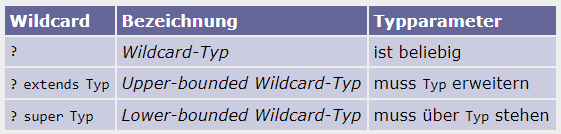 Wildcard Bezeichnung Typparameter
? Wildcard-Typ ist beliebig
? extends Typ Upper-bounded Wildcard-Typ muss Typ erweitern
? super Typ Lower-bounded Wildcard-Typ muss über Typ stehen